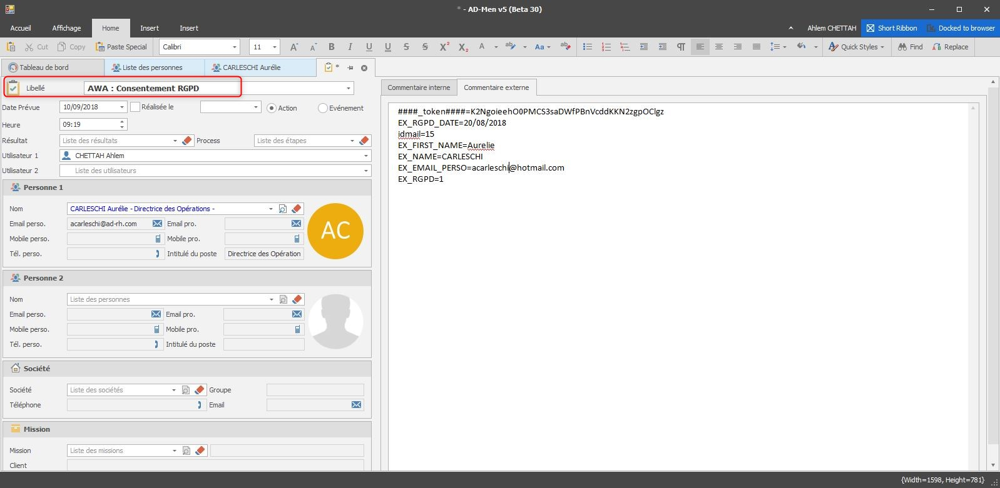 * - AD-Men v5 (Beta 30)
Accueil Affichage Home Insert Insert Ahlem CHETTAH Short Ribbon Docked to browser
Cut Copy Paste Special Calibri 11 A A B I U U S S X² X₂ A ab Aa ab Quick Styles Find Replace
Tableau de bord Liste des personnes CARLESCHI Aurélie *
Libellé AWA : Consentement RGPD
Date Prévue 10/09/2018 Réalisée le Action Evénement
Heure 09:19
Résultat Liste des résultats Process Liste des étapes
Utilisateur 1 CHETTAH Ahlem
Utilisateur 2 Liste des utilisateurs
Personne 1
Nom CARLESCHI Aurélie - Directrice des Opérations -
Email perso. acarleschi@ad-rh.com Email pro.
Mobile perso. Mobile pro.
Tél. perso. Intitulé du poste Directrice des Opération
AC
Personne 2
Nom Liste des personnes
Email perso. Email pro.
Mobile perso. Mobile pro.
Tél. perso. Intitulé du poste
Société
Société Liste des sociétés Groupe
Téléphone Email
Mission
Mission Liste des missions
Client
Commentaire interne Commentaire externe
####_token####=K2NgoieehO0PMCS3saDWfPBnVcddKKN2zgpOClgz
EX_RGPD_DATE=20/08/2018
idmail=15
EX_FIRST_NAME=Aurelie
EX_NAME=CARLESCHI
EX_EMAIL_PERSO=acarleschi@hotmail.com
EX_RGPD=1
{Width=1598, Height=781}